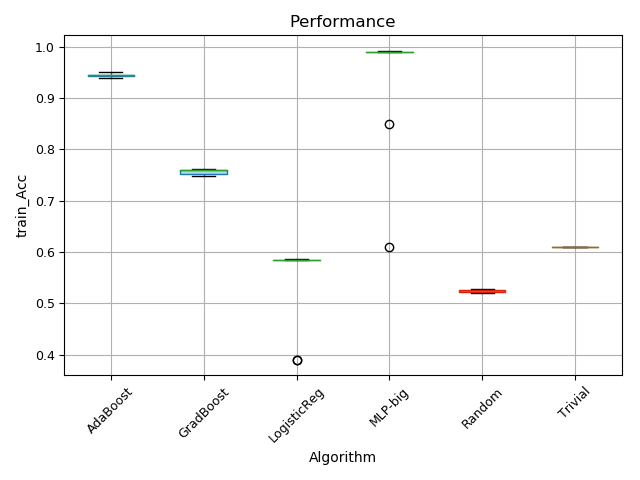 Performance
train_Acc
1.0
0.9
0.8
0.7
0.6
0.5
0.4
AdaBoost
GradBoost
LogisticReg
MLP-big
Random
Trivial
Algorithm